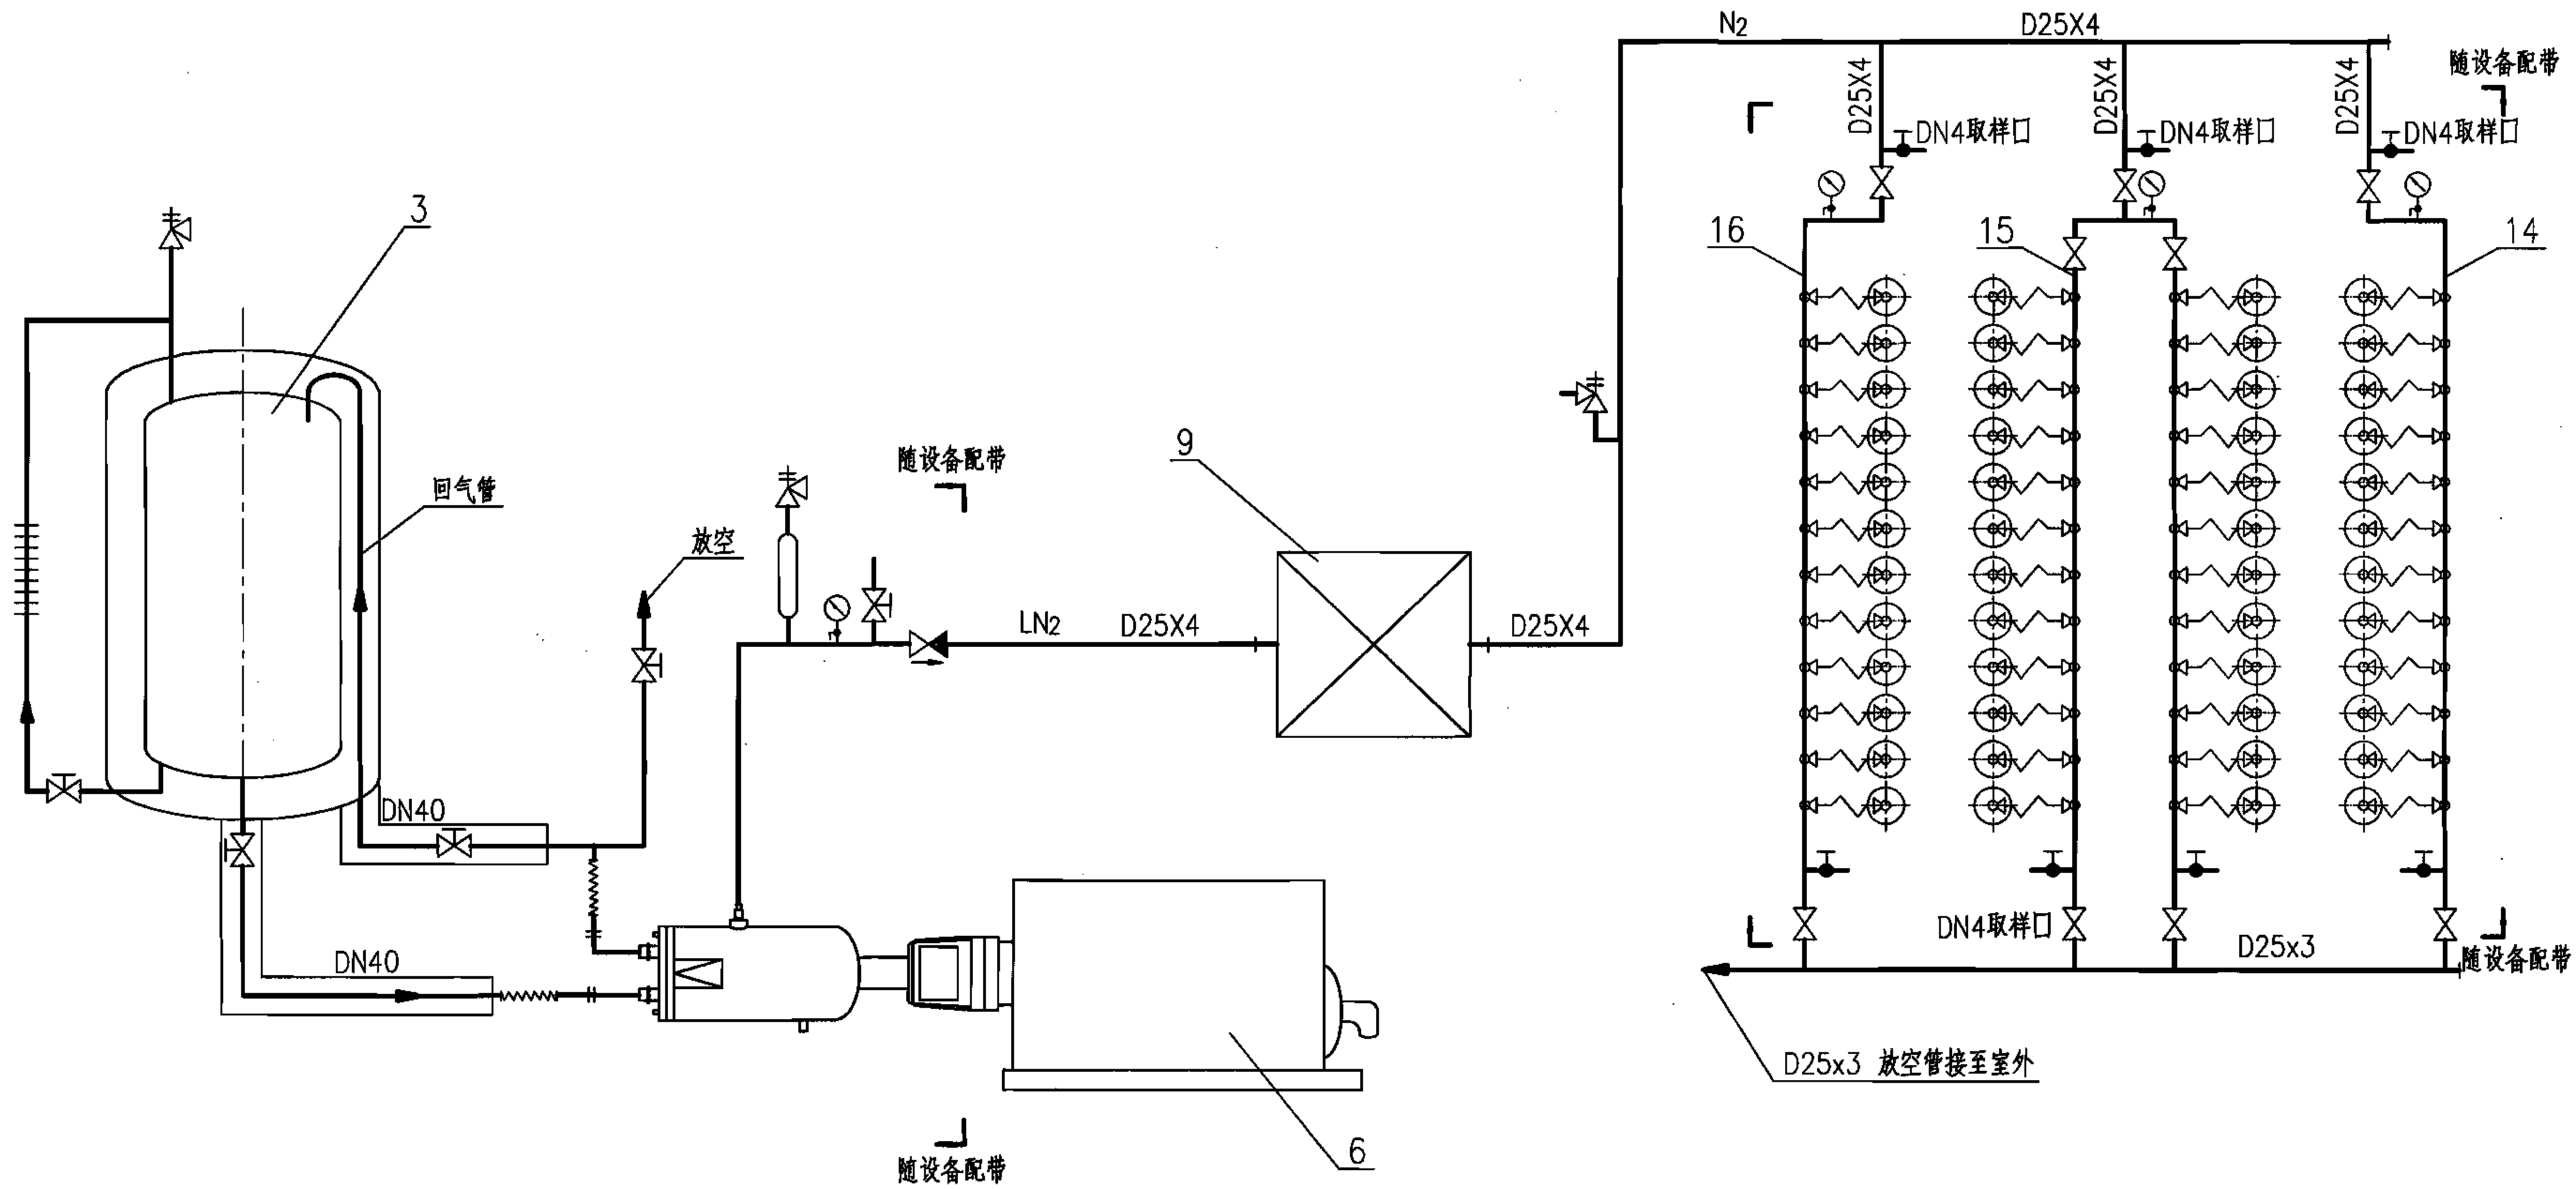 N2
D25X4
随设备配带
D25X4
D25X4
D25X4
DN4取样口
DN4取样口
DN4取样口
3
16
15
14
9
随设备配带
回气管
放空
LN2
D25X4
D25X4
DN40
DN40
DN4取样口
D25x3
随设备配带
D25x3 放空管接至室外
6
随设备配带